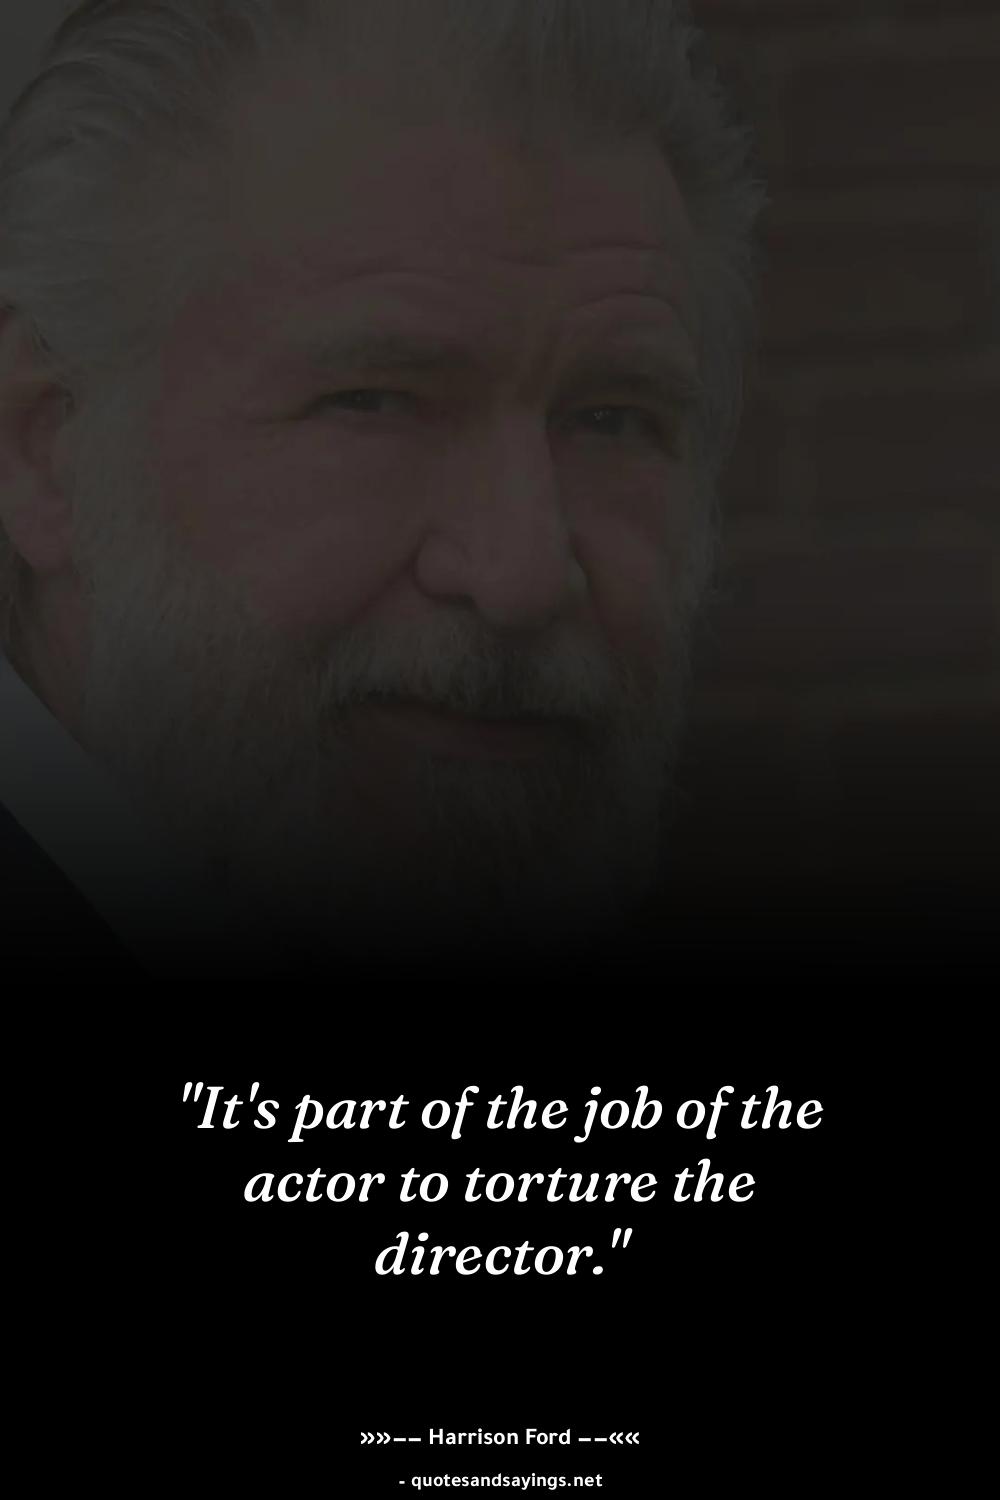 "It's part of the job of the
actor to torture the
director."
»»−− Harrison Ford −−««
- quotesandsayings.net